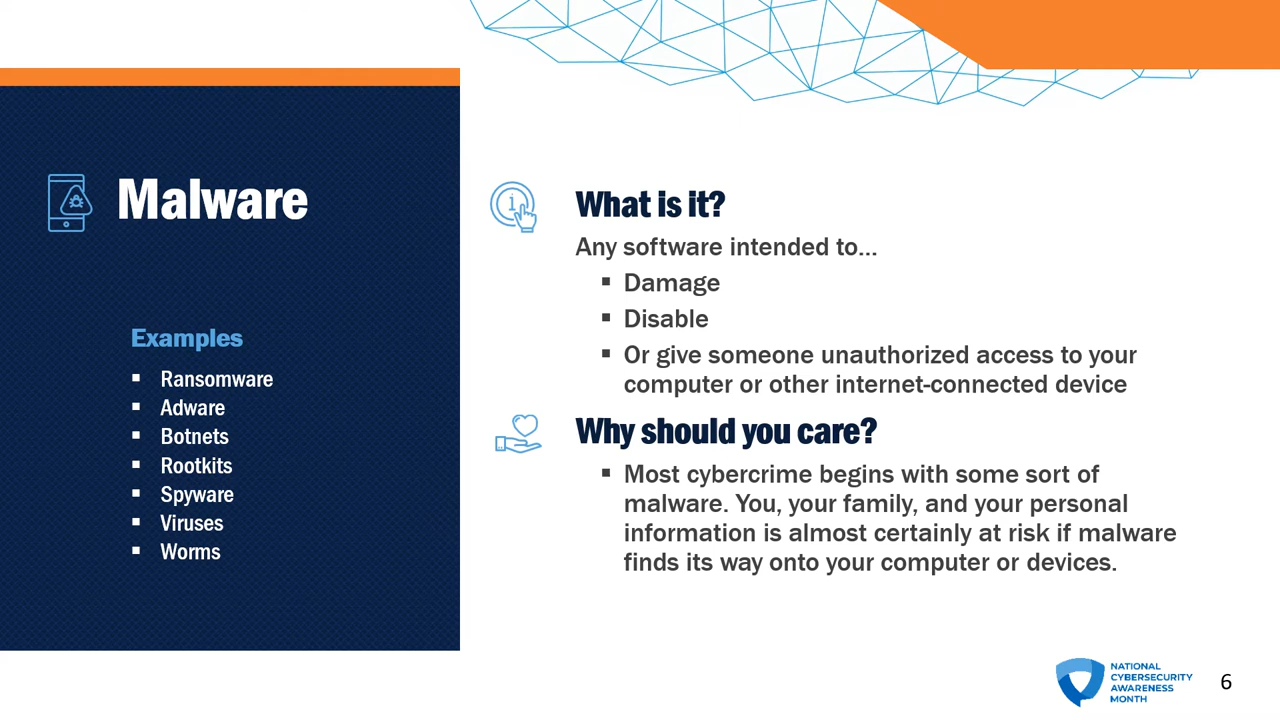 Malware
Examples
▪ Ransomware
▪ Adware
▪ Botnets
▪ Rootkits
▪ Spyware
▪ Viruses
▪ Worms
What is it?
Any software intended to...
▪ Damage
▪ Disable
▪ Or give someone unauthorized access to your
computer or other internet-connected device
Why should you care?
▪ Most cybercrime begins with some sort of
malware. You, your family, and your personal
information is almost certainly at risk if malware
finds its way onto your computer or devices.
NATIONAL
CYBERSECURITY
AWARENESS
MONTH
6